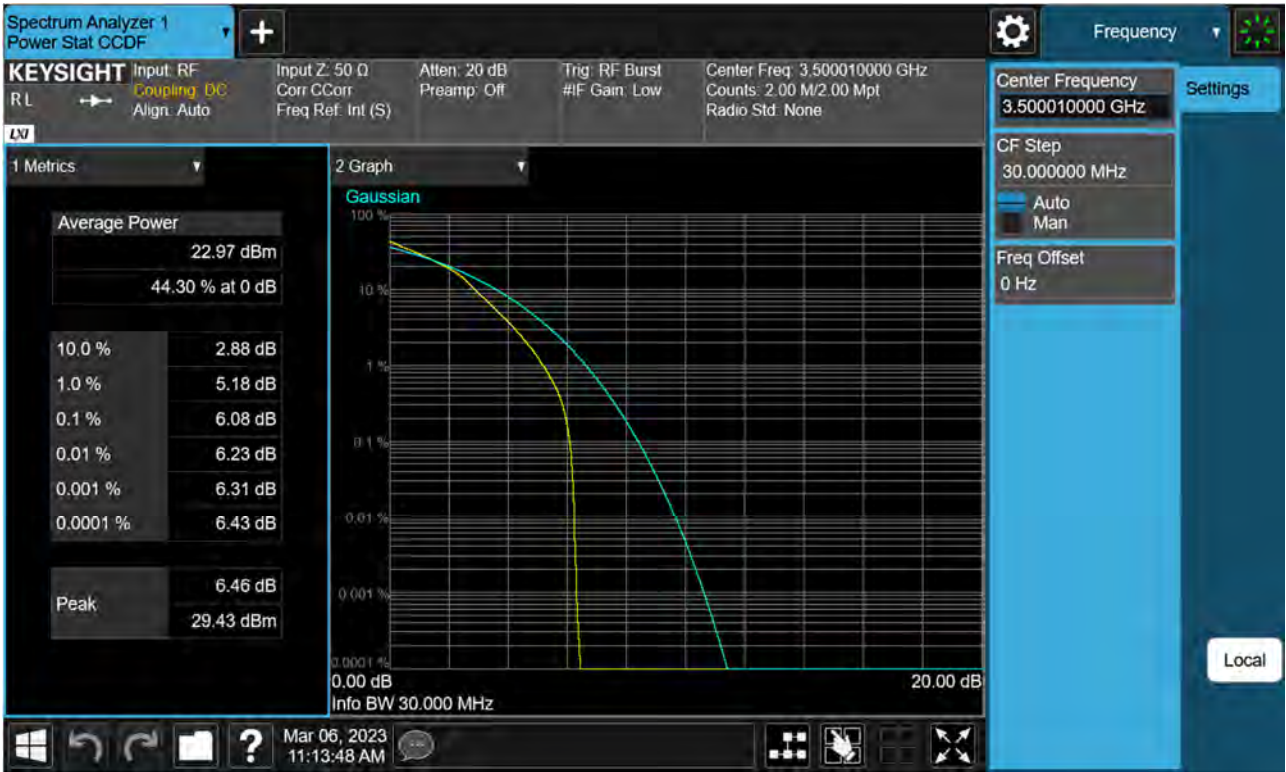 Spectrum Analyzer 1
Power Stat CCDF
Frequency
KEYSIGHT
RL
LXI
Input: RF
Coupling: DC
Align: Auto
Input Z: 50 Ω
Corr CCorr
Freq Ref: Int (S)
Atten: 20 dB
Preamp: Off
Trig: RF Burst
#IF Gain: Low
Center Freq: 3.500010000 GHz
Counts: 2.00 M/2.00 Mpt
Radio Std: None
Center Frequency
3.500010000 GHz
Settings
CF Step
30.000000 MHz
Auto
Man
Freq Offset
0 Hz
Local
1 Metrics
Average Power
22.97 dBm
44.30 % at 0 dB
10.0 % 2.88 dB
1.0 % 5.18 dB
0.1 % 6.08 dB
0.01 % 6.23 dB
0.001 % 6.31 dB
0.0001 % 6.43 dB
Peak 6.46 dB
29.43 dBm
2 Graph
Gaussian
100 %
10 %
1 %
0.1 %
0.01 %
0.001 %
0.0001 %
0.00 dB 20.00 dB
Info BW 30.000 MHz
?
Mar 06, 2023
11:13:48 AM